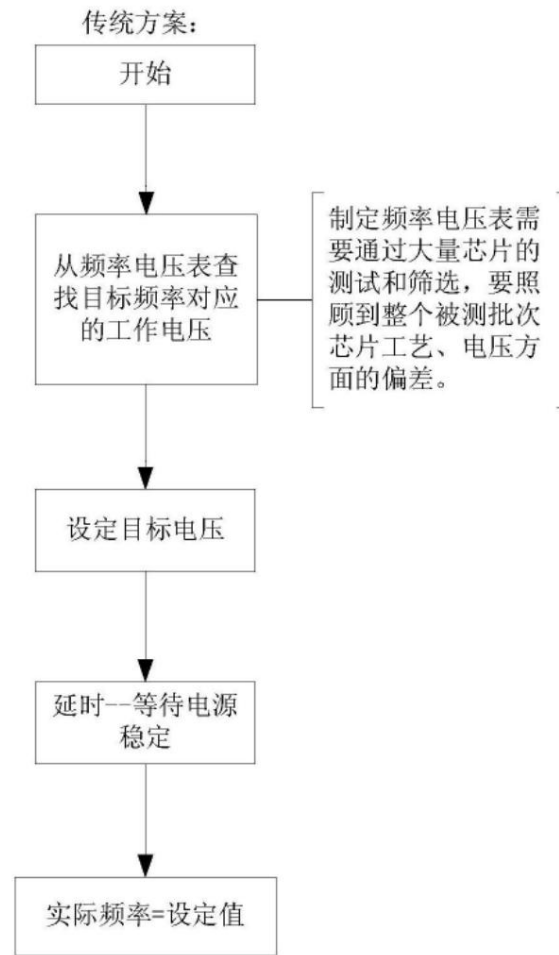 传统方案：
开始
从频率电压表查
找目标频率对应
的工作电压
制定频率电压表需
要通过大量芯片的
测试和筛选，要照
顾到整个被测批次
芯片工艺、电压方
面的偏差。
设定目标电压
延时--等待电源
稳定
实际频率=设定值